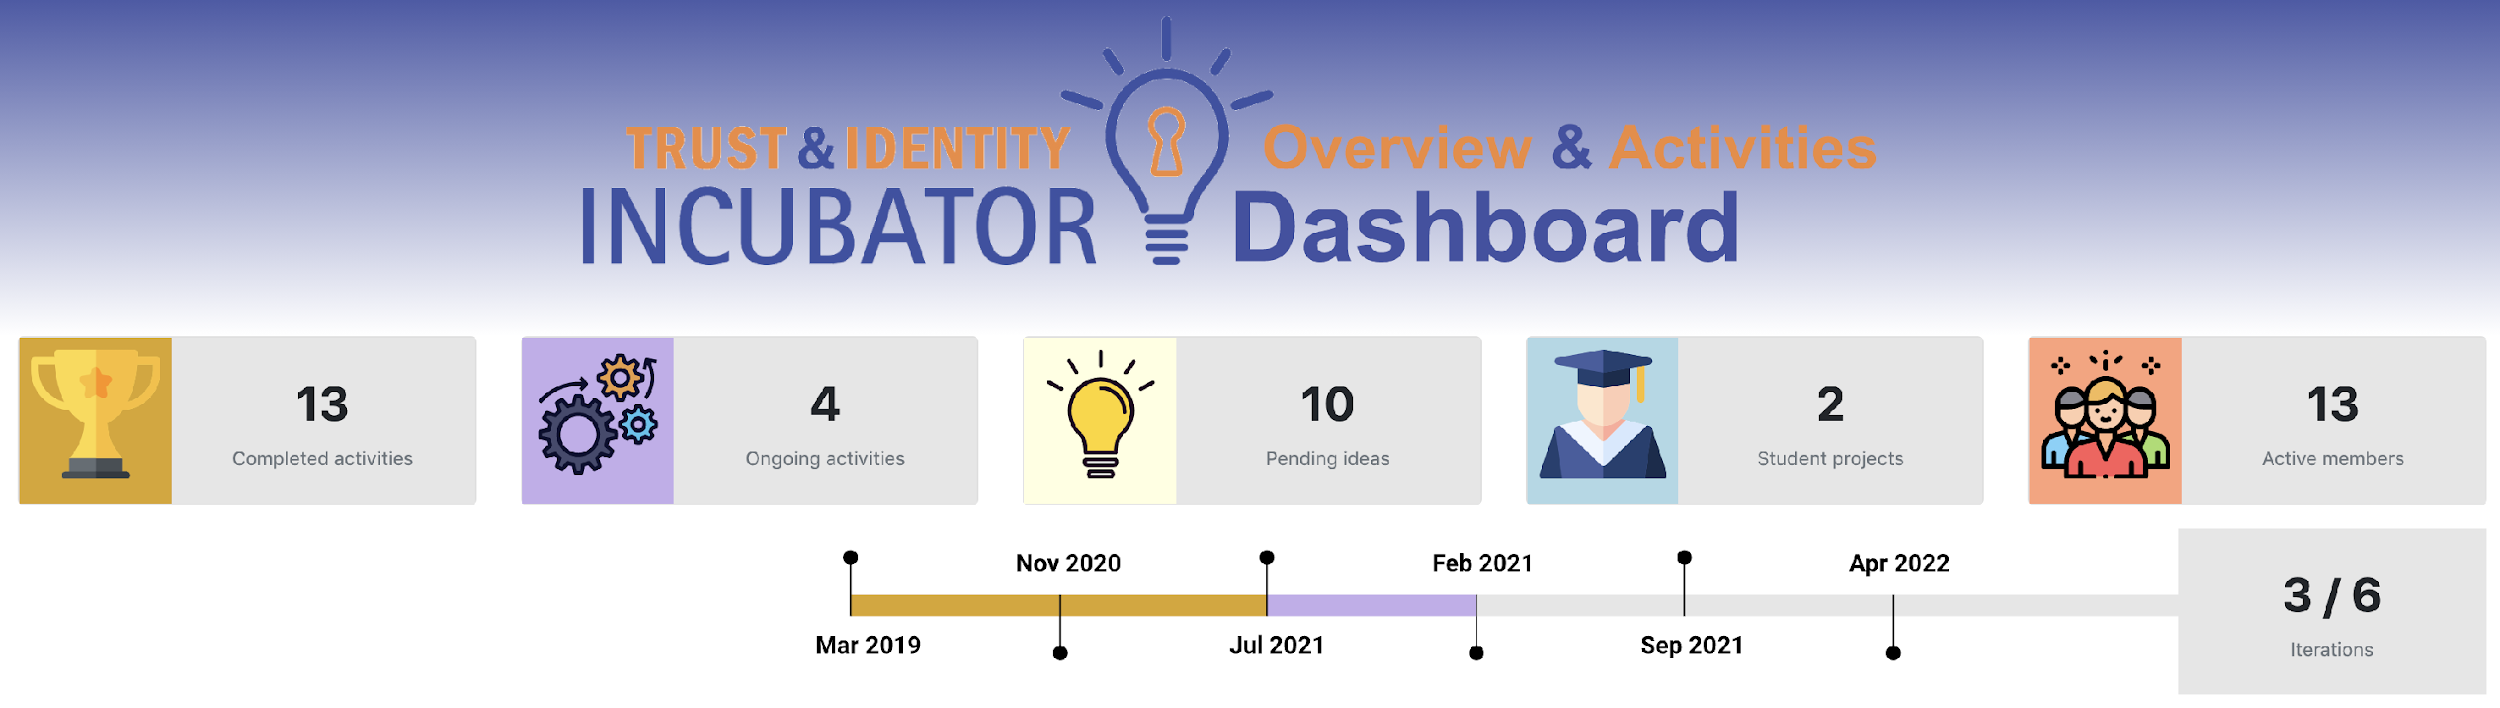 TRUST & IDENTITY
INCUBATOR
Overview & Activities
Dashboard
13
Completed activities
4
Ongoing activities
10
Pending ideas
2
Student projects
13
Active members
Nov 2020
Feb 2021
Apr 2022
Mar 2019
Jul 2021
Sep 2021
3 / 6
Iterations